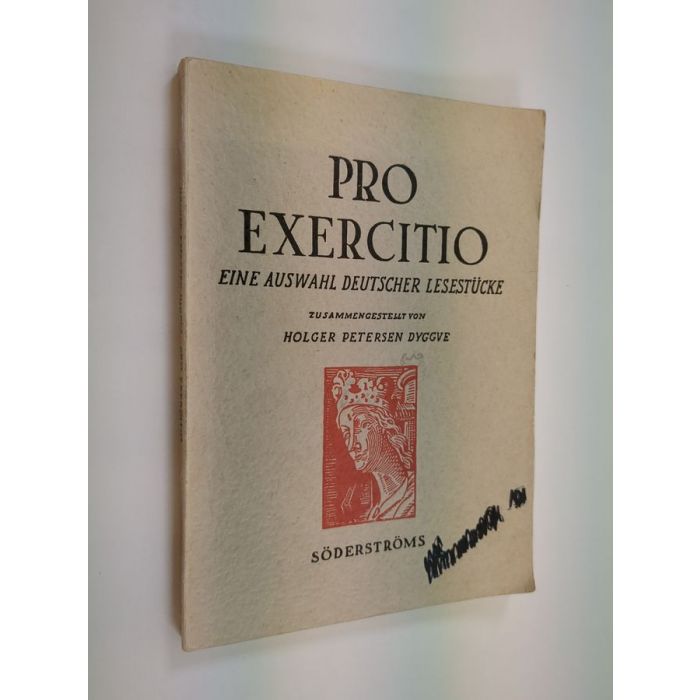 PRO
EXERCITIO
EINE AUSWAHL DEUTSCHER LESESTÜCKE
ZUSAMMENGESTELLT VON
HOLGER PETERSEN DYGGVE
SÖDERSTRÖMS